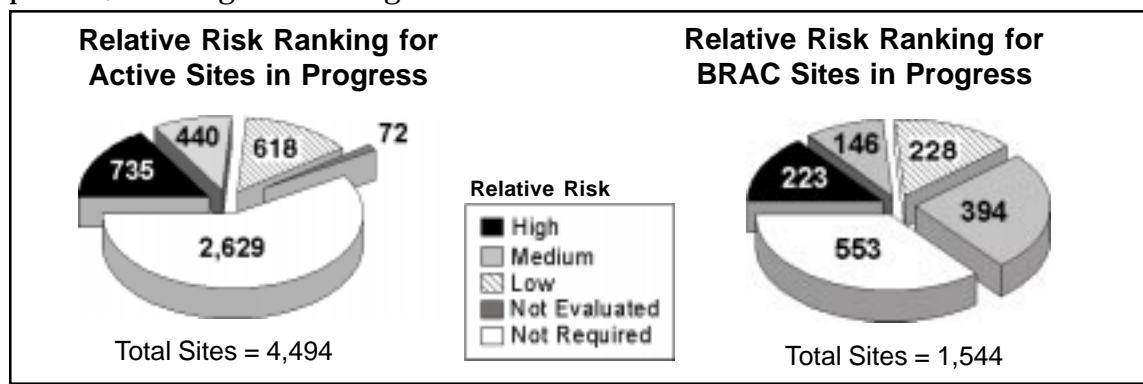 Relative Risk Ranking for
Active Sites in Progress
440
618
72
735
2,629
Total Sites = 4,494
Relative Risk
High
Medium
Low
Not Evaluated
Not Required
Relative Risk Ranking for
BRAC Sites in Progress
146
228
223
394
553
Total Sites = 1,544